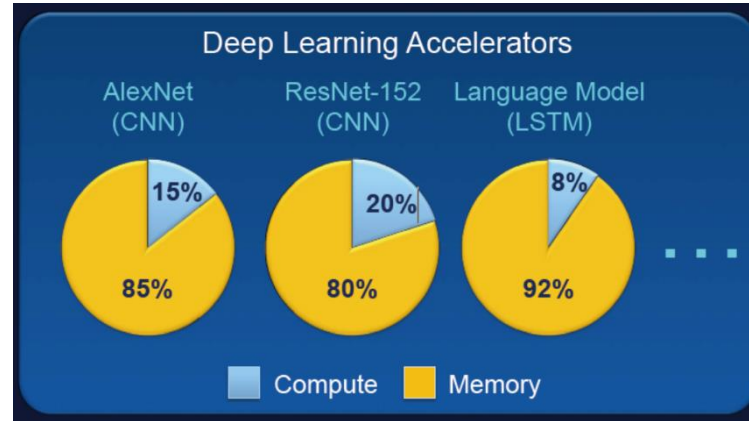 Deep Learning Accelerators
AlexNet
(CNN)
ResNet-152
(CNN)
Language Model
(LSTM)
15%
85%
20%
80%
8%
92%
Compute
Memory